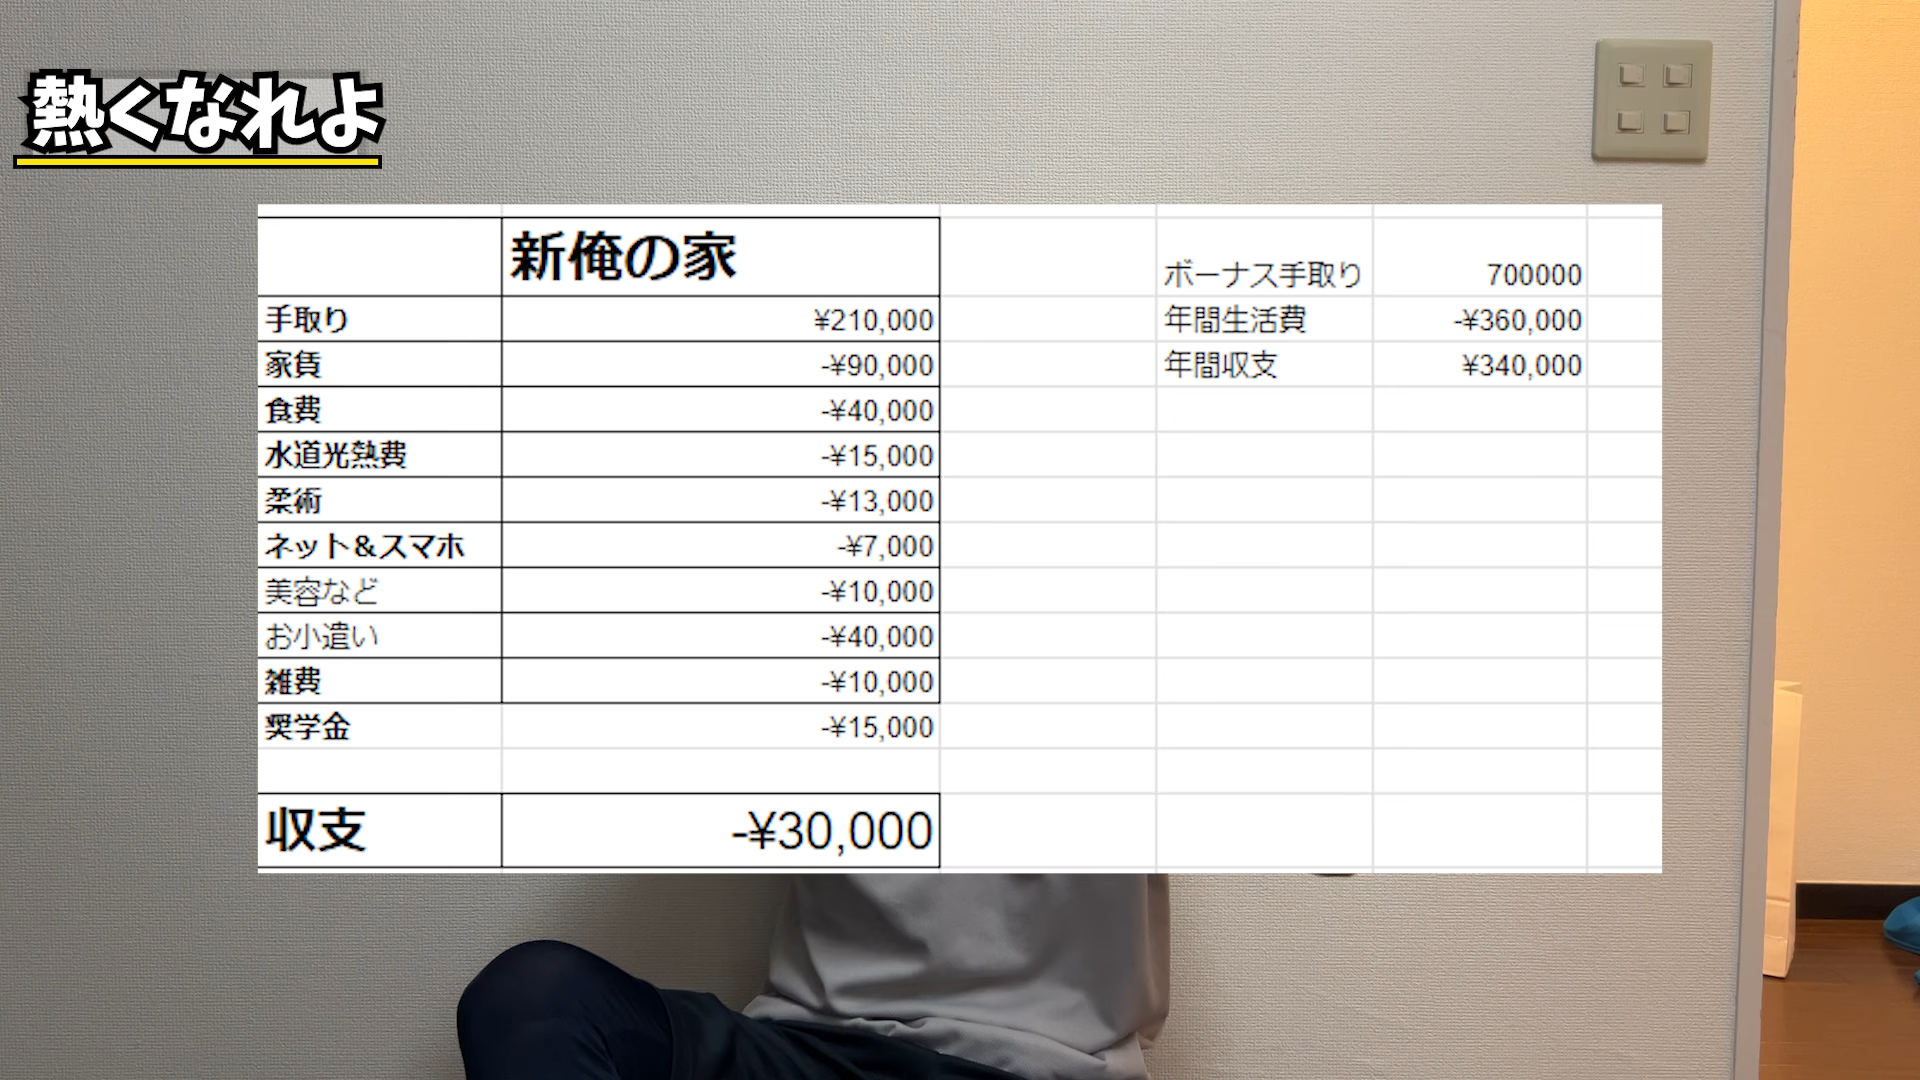 熱くなれよ
新俺の家
手取り ¥210,000
家賃 -¥90,000
食費 -¥40,000
水道光熱費 -¥15,000
柔術 -¥13,000
ネット＆スマホ -¥7,000
美容など -¥10,000
お小遣い -¥40,000
雑費 -¥10,000
奨学金 -¥15,000
収支 -¥30,000
ボーナス手取り 700000
年間生活費 -¥360,000
年間収支 ¥340,000